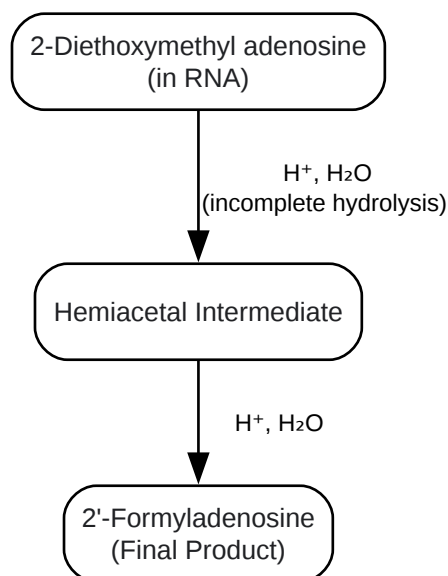 2-Diethoxymethyl adenosine
(in RNA)
H⁺, H₂O
(incomplete hydrolysis)
Hemiacetal Intermediate
H⁺, H₂O
2'-Formyladenosine
(Final Product)